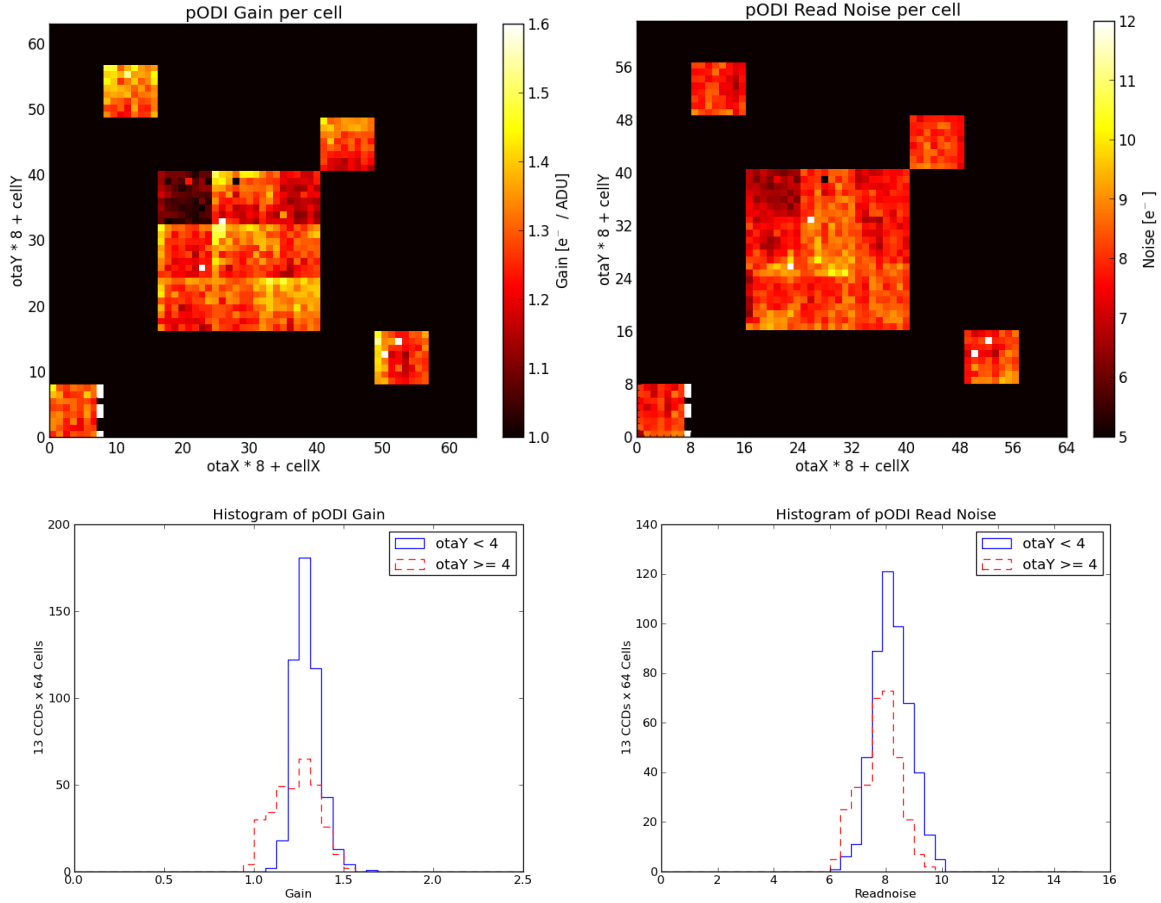 pODI Gain per cell
60
50
40
30
20
10
0
otaY * 8 + cellY
0 10 20 30 40 50 60
otaX * 8 + cellX
1.6
1.5
1.4
1.3
1.2
1.1
1.0
Gain [e⁻ / ADU]
pODI Read Noise per cell
56
48
40
32
24
16
8
0
otaY * 8 + cellY
0 8 16 24 32 40 48 56 64
otaX * 8 + cellX
12
11
10
9
8
7
6
5
Noise [e⁻]
Histogram of pODI Gain
otaY < 4
otaY >= 4
200
150
100
50
0
13 CCDs x 64 Cells
0.0 0.5 1.0 1.5 2.0 2.5
Gain
Histogram of pODI Read Noise
otaY < 4
otaY >= 4
140
120
100
80
60
40
20
0
13 CCDs x 64 Cells
0 2 4 6 8 10 12 14 16
Readnoise